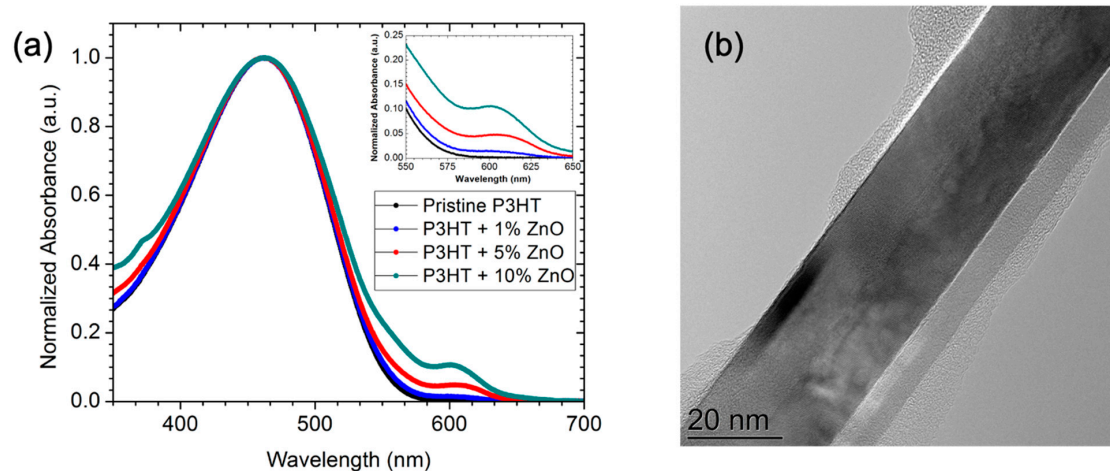 (a)
Normalized Absorbance (a.u.)
1.0
0.8
0.6
0.4
0.2
0.0
400 500 600 700
Wavelength (nm)
Normalized Absorbance (a.u.)
0.25
0.20
0.15
0.10
0.05
0.00
550 575 600 625 650
Wavelength (nm)
Pristine P3HT
P3HT + 1% ZnO
P3HT + 5% ZnO
P3HT + 10% ZnO
(b)
20 nm